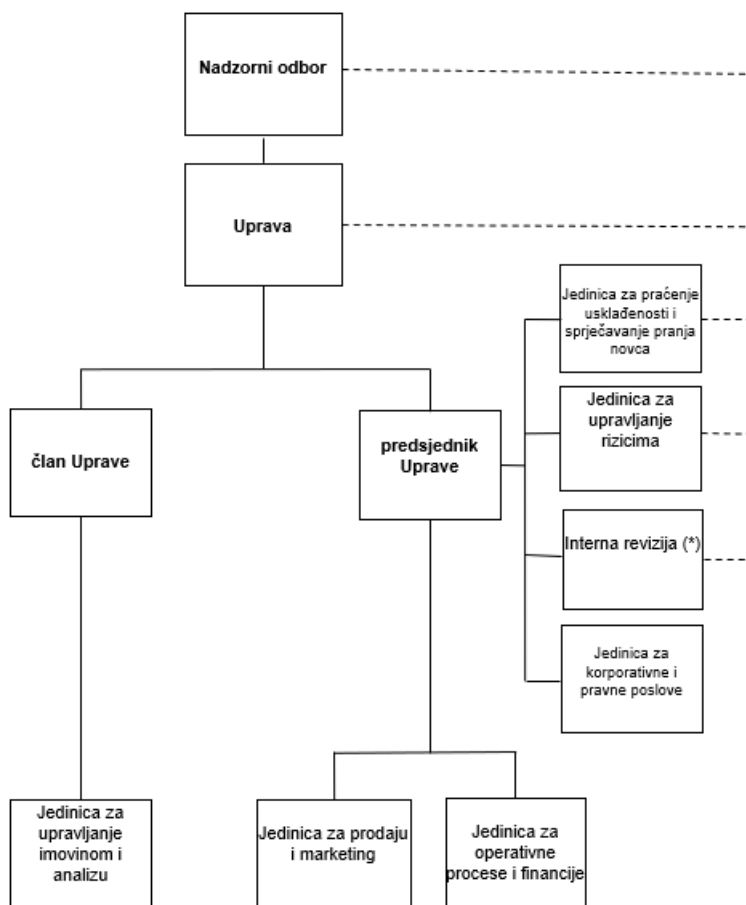 Nadzorni odbor
Uprava
Jedinica za praćenje
usklađenosti i
sprječavanje pranja
novca
Jedinica za
upravljanje
rizicima
član Uprave
predsjednik
Uprave
Interna revizija (*)
Jedinica za
korporativne i
pravne poslove
Jedinica za
upravljanje
imovinom i
analizu
Jedinica za prodaju
i marketing
Jedinica za
operativne
procese i financije